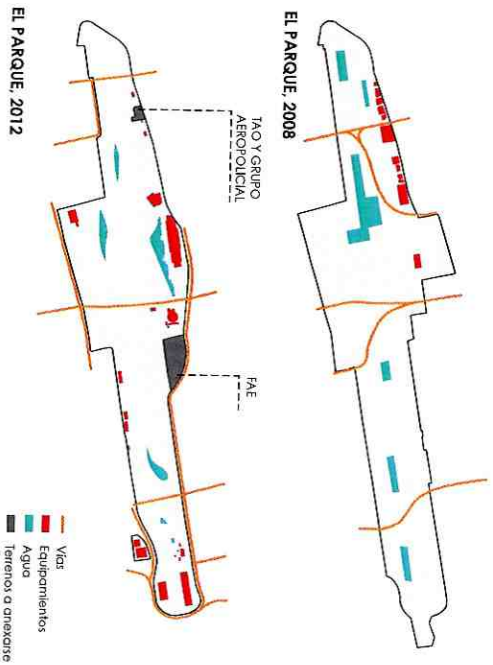 EL PARQUE, 2008
TAO Y GRUPO
AEROPOLICIAL
FAE
EL PARQUE, 2012
Vías
Equipamientos
Agua
Terrenos a anexarse